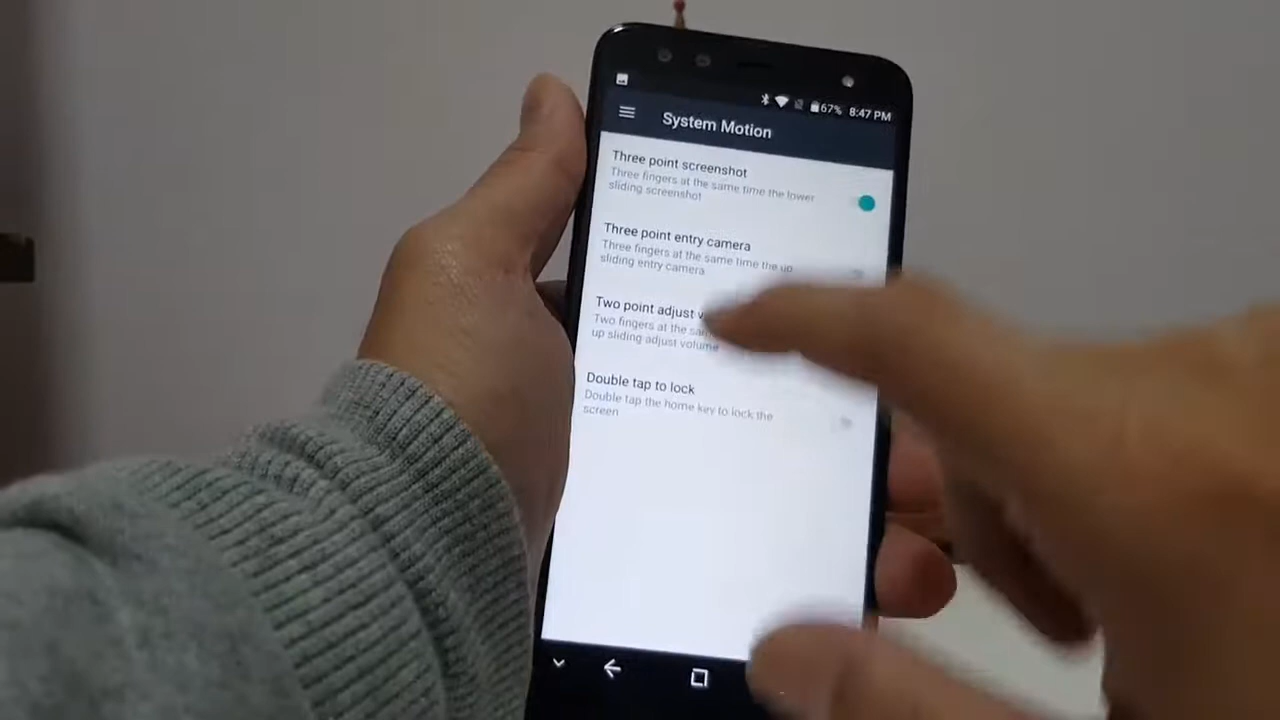 67% 8:47 PM
System Motion
Three point screenshot
Three fingers at the same time the lower
sliding screenshot
Three point entry camera
Three fingers at the same time the up
sliding entry camera
Two point adjust
Two fingers at the
up sliding adjust volume
Double tap to lock
Double tap the home key to lock the
screen